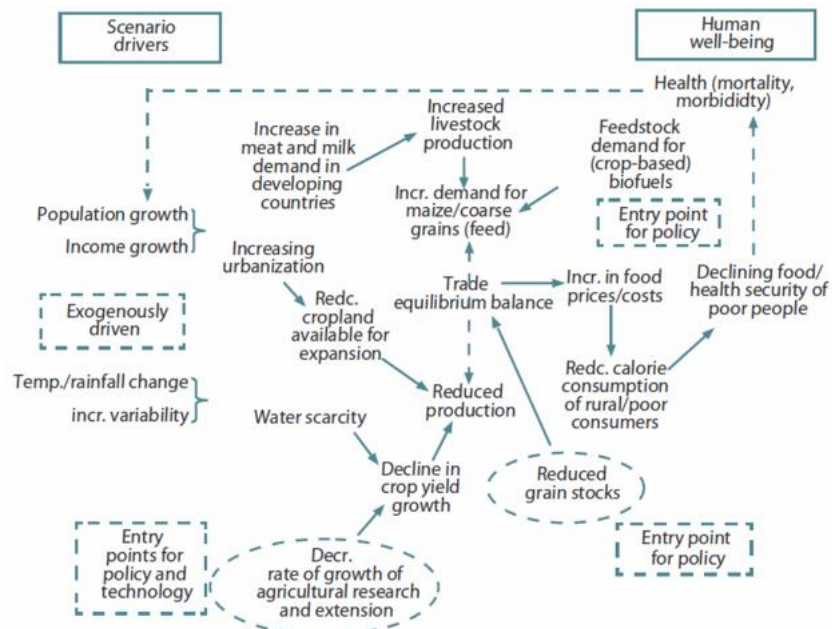 Scenario
drivers
Human
well-being
Health (mortality,
morbididty)
Increased
livestock
production
Increase in
meat and milk
demand in
developing
countries
Feedstock
demand for
(crop-based)
biofuels
Incr. demand for
maize/coarse
grains (feed)
Population growth
Income growth
Entry point
for policy
Increasing
urbanization
Trade
equilibrium balance
Incr. in food
prices/costs
Declining food/
health security of
poor people
Redc.
cropland
available for
expansion
Exogenously
driven
Temp./rainfall change
incr. variability
Reduced
production
Redc. calorie
consumption
of rural/poor
consumers
Water scarcity
Decline in
crop yield
growth
Reduced
grain stocks
Entry
points for
policy and
technology
Decr.
rate of growth of
agricultural research
and extension
Entry point
for policy